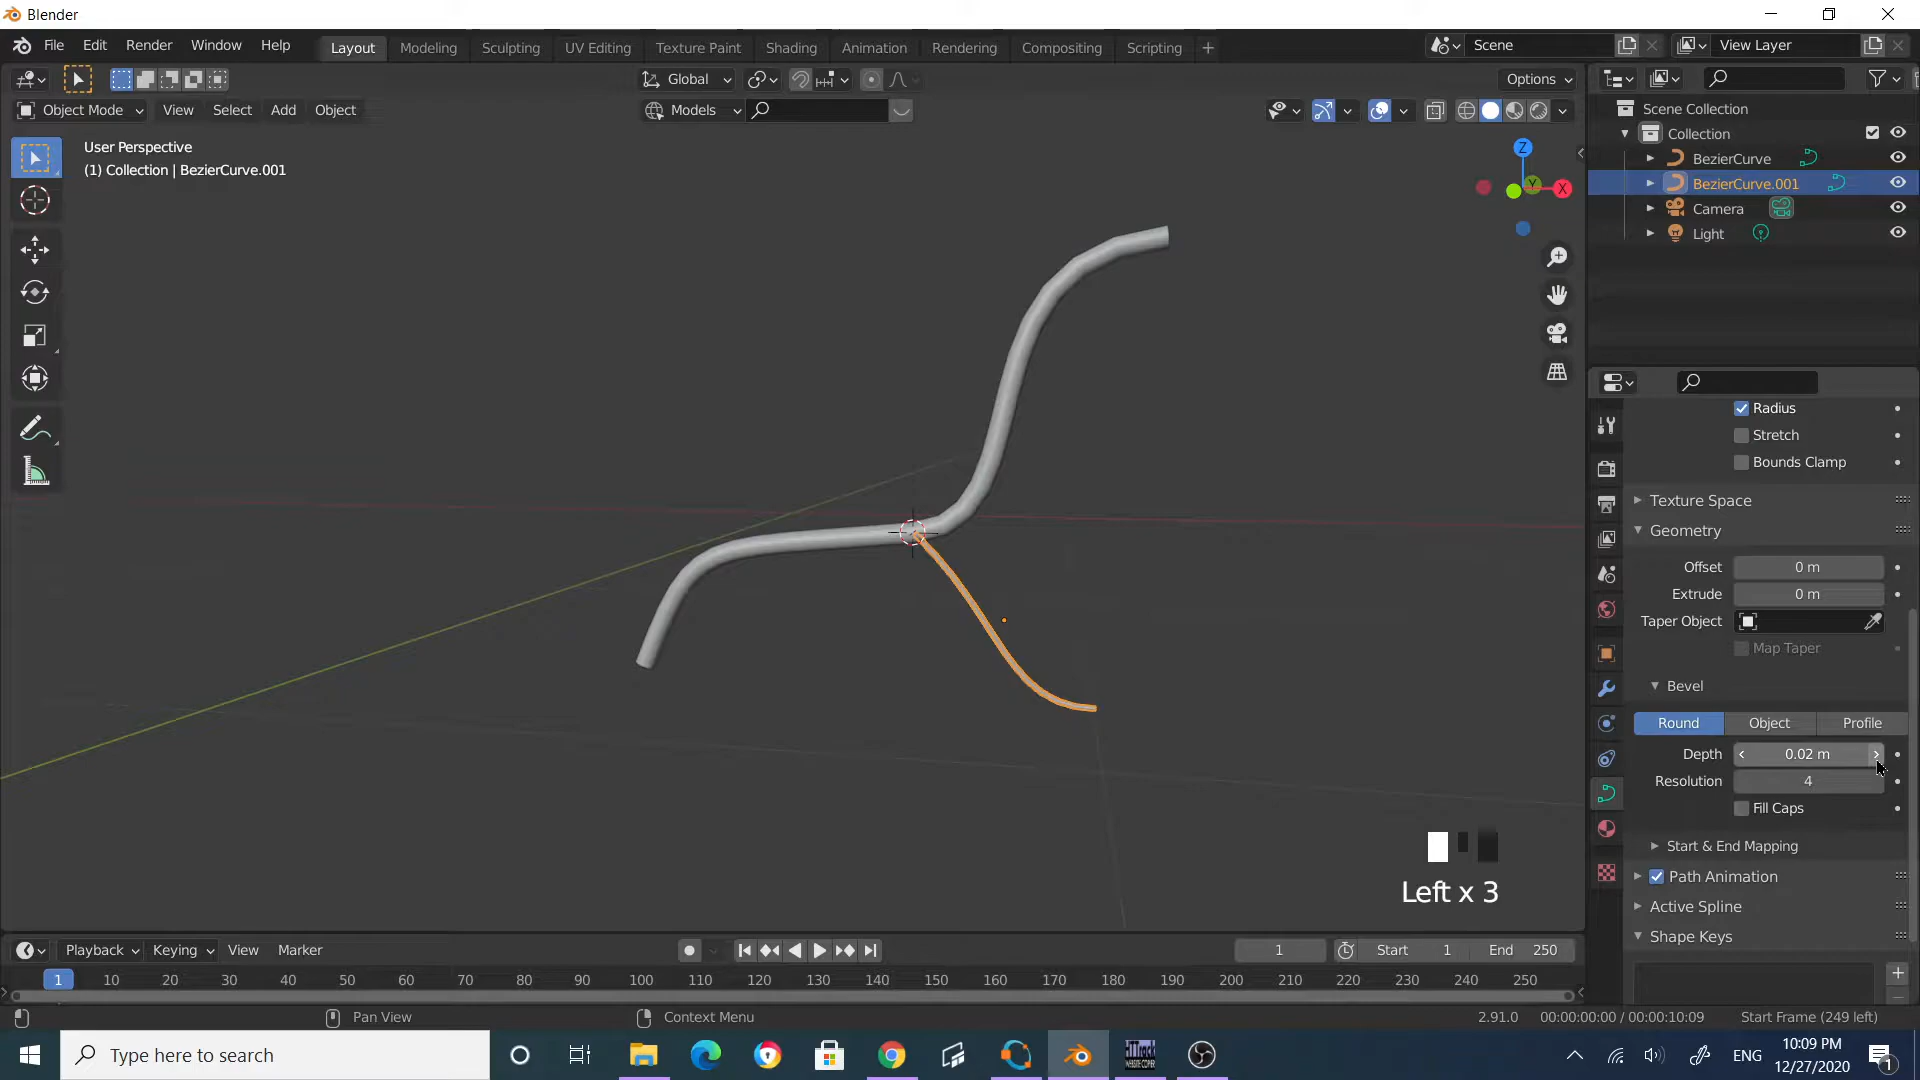 Blender
File Edit Render Window Help Layout Modeling Sculpting UV Editing Texture Paint Shading Animation Rendering Compositing Scripting + Scene View Layer
Global Options
Object Mode View Select Add Object Models
Scene Collection
Collection
BezierCurve
BezierCurve.001
Camera
Light
User Perspective
(1) Collection | BezierCurve.001
Z
Y
X
Radius
Stretch
Bounds Clamp
Texture Space
Geometry
Offset 0 m
Extrude 0 m
Taper Object
Map Taper
Bevel
Round Object Profile
Depth 0.02 m
Resolution 4
Fill Caps
Start & End Mapping
Path Animation
Active Spline
Shape Keys
Left x 3
Playback Keying View Marker 1 Start 1 End 250
1 10 20 30 40 50 60 70 80 90 100 110 120 130 140 150 160 170 180 190 200 210 220 230 240 250
Pan View Context Menu 2.91.0 00:00:00:00 / 00:00:10:09 Start Frame (249 left)
Type here to search
ENG
10:09 PM
12/27/2020
1